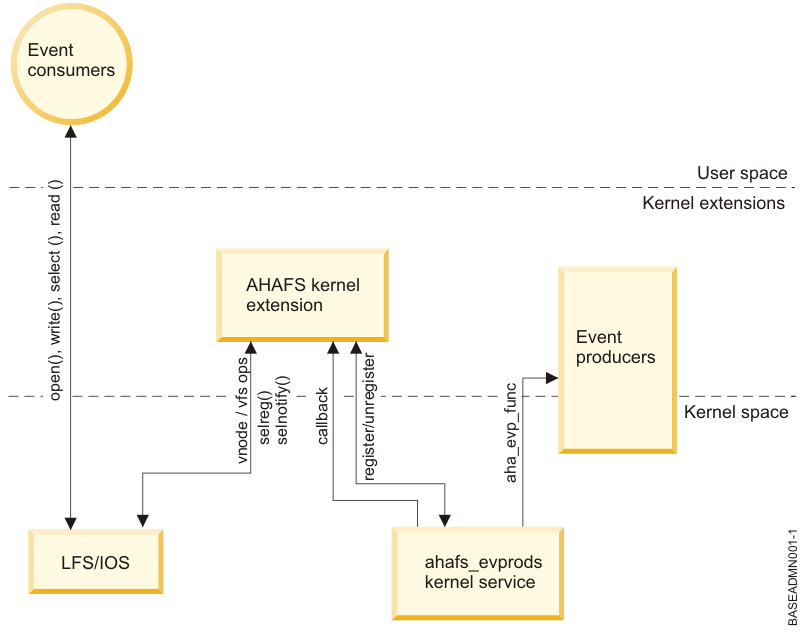 Event
consumers
User space
Kernel extensions
open(), write(), select (), read ()
AHAFS kernel
extension
Event
producers
vnode / vfs ops
selreg()
selnotify()
callback
register/unregister
aha_evp_func
Kernel space
LFS/IOS
ahafs_evprods
kernel service
BASEADMN001-1